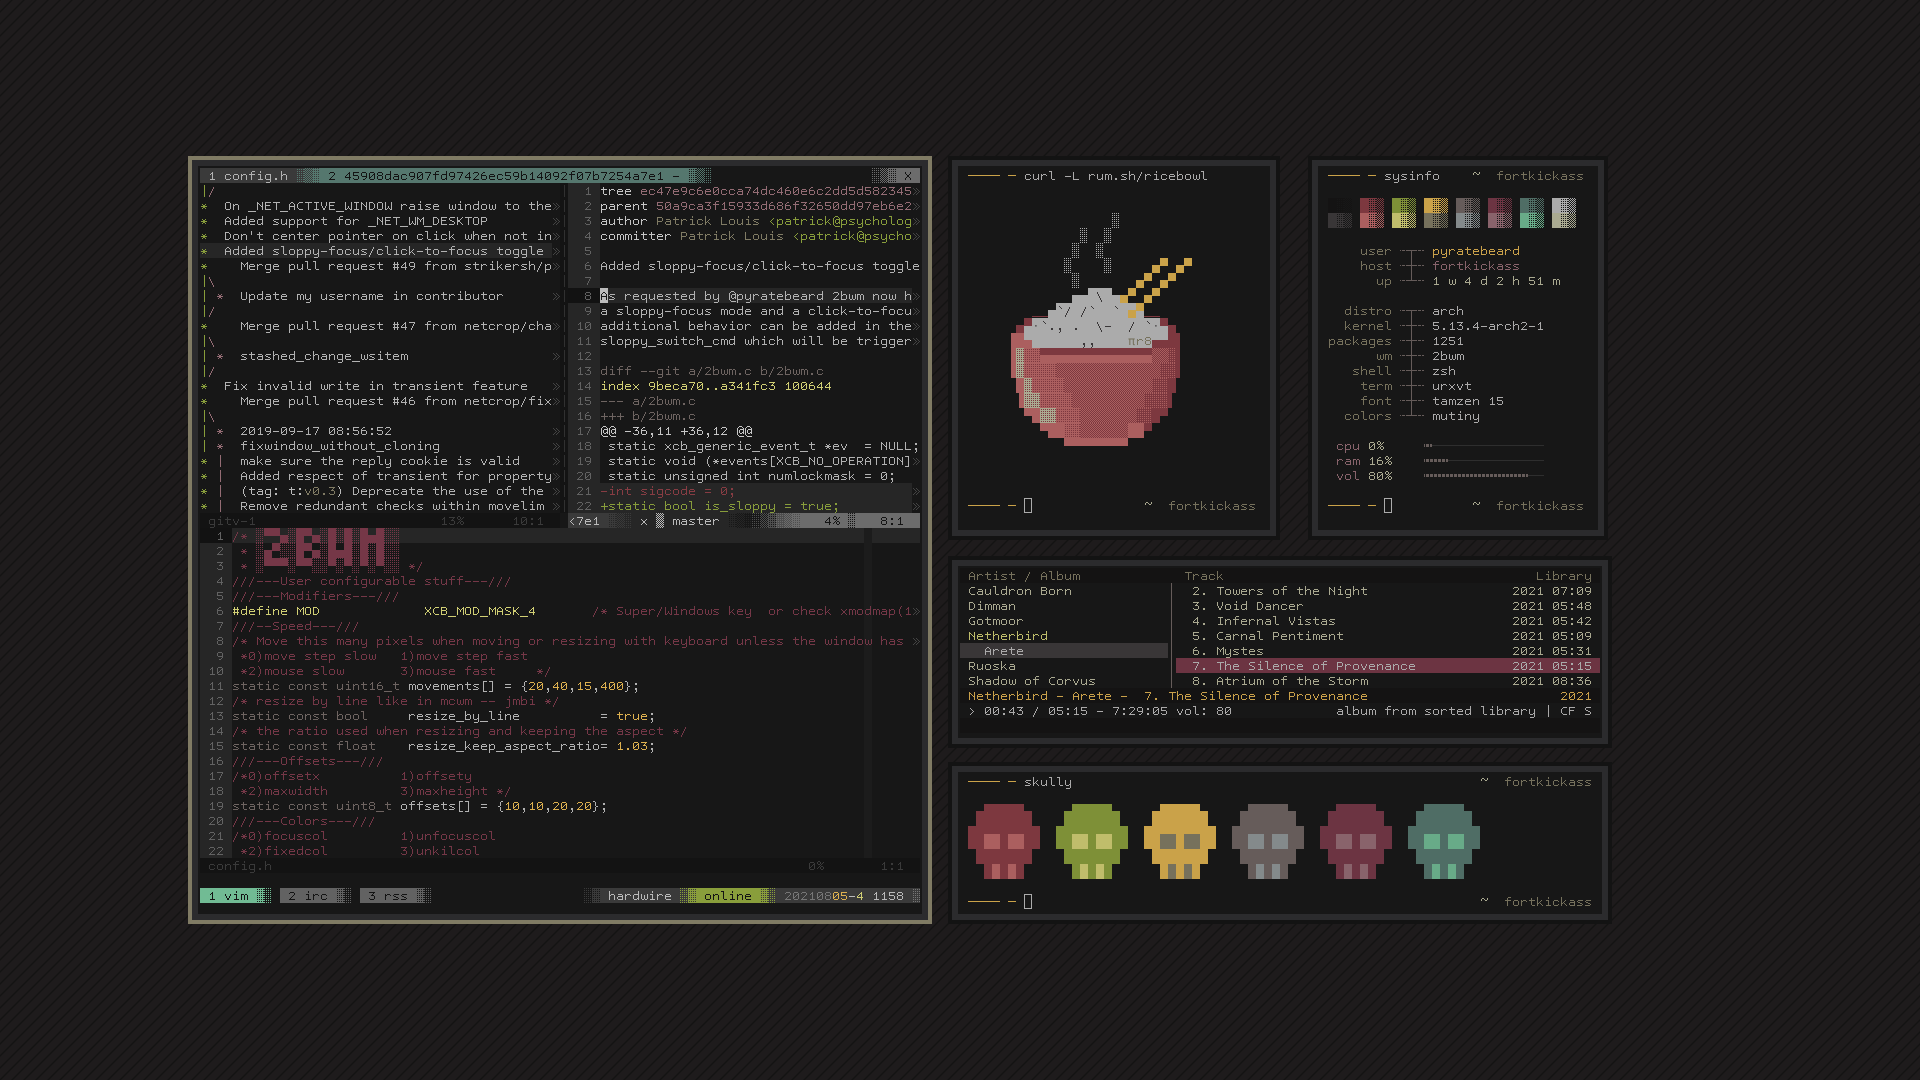 1 config.h  2 45908dac907fd97426ec59b14092f07b7254a7e1 -  X
|/
*  On _NET_ACTIVE_WINDOW raise window to the»
*  Added support for _NET_WM_DESKTOP
*  Don't center pointer on click when not in»
*  Added sloppy-focus/click-to-focus toggle »
*    Merge pull request #49 from strikersh/p»
|\
| *  Update my username in contributor »
|/
*    Merge pull request #47 from netcrop/cha»
|\
| *  stashed_change_wsitem
|/
*  Fix invalid write in transient feature »
*    Merge pull request #46 from netcrop/fix»
|\
| *  2019-09-17 08:56:52
| *  fixwindow_without_cloning
* |  make sure the reply cookie is valid »
* |  Added respect of transient for property»
* |  (tag: t:v0.3) Deprecate the use of the »
* |  Remove redundant checks within movelim »
gitv-1  13%  10:1
1 tree ec47e9c6e0cca74dc460e6c2dd5d582345»
2 parent 50a9ca3f15933d686f32650dd97eb6e2»
3 author Patrick Louis <patrick@psycholog»
4 committer Patrick Louis <patrick@psycho»
5
6 Added sloppy-focus/click-to-focus toggle
7
8 As requested by @pyratebeard 2bwm now h»
9 a sloppy-focus mode and a click-to-focu»
10 additional behavior can be added in the»
11 sloppy_switch_cmd which will be trigger»
12
13 diff --git a/2bwm.c b/2bwm.c
14 index 9beca70..a341fc3 100644
15 --- a/2bwm.c
16 +++ b/2bwm.c
17 @@ -36,11 +36,12 @@
18  static xcb_generic_event_t *ev  = NULL;
19  static void (*events[XCB_NO_OPERATION]»
20  static unsigned int numlockmask = 0;
21 -int sigcode = 0;
22 +static bool is_sloppy = true;
<7e1  x  master  4%  8:1
1 /* 2BWM
2  *
3  * */
4 ///---User configurable stuff---///
5 ///---Modifiers---///
6 #define MOD             XCB_MOD_MASK_4       /* Super/Windows key  or check xmodmap(1»
7 ///--Speed---///
8 /* Move this many pixels when moving or resizing with keyboard unless the window has »
9  *0)move step slow   1)move step fast
10  *2)mouse slow       3)mouse fast     */
11 static const uint16_t movements[] = {20,40,15,400};
12 /* resize by line like in mcwm -- jmbi */
13 static const bool     resize_by_line          = true;
14 /* the ratio used when resizing and keeping the aspect */
15 static const float    resize_keep_aspect_ratio= 1.03;
16 ///---Offsets---///
17 /*0)offsetx          1)offsety
18  *2)maxwidth         3)maxheight */
19 static const uint8_t offsets[] = {10,10,20,20};
20 ///---Colors---///
21 /*0)focuscol         1)unfocuscol
22  *2)fixedcol         3)unkilcol
config.h  0%  1:1
1 vim  2 irc  3 rss  hardwire  online  20210805-4 1158
──── ─ curl -L rum.sh/ricebowl
πr8
──── ─  ~  fortkickass
──── ─ sysinfo  ~  fortkickass
user  pyratebeard
host  fortkickass
up  1 w 4 d 2 h 51 m
distro  arch
kernel  5.13.4-arch2-1
packages  1251
wm  2bwm
shell  zsh
term  urxvt
font  tamzen 15
colors  mutiny
cpu 0%
ram 16%
vol 80%
──── ─  ~  fortkickass
Artist / Album  Track  Library
Cauldron Born  2. Towers of the Night  2021 07:09
Dimman  3. Void Dancer  2021 05:48
Gotmoor  4. Infernal Vistas  2021 05:42
Netherbird  5. Carnal Pentiment  2021 05:09
Arete  6. Mystes  2021 05:31
Ruoska  7. The Silence of Provenance  2021 05:15
Shadow of Corvus  8. Atrium of the Storm  2021 08:36
Netherbird - Arete -  7. The Silence of Provenance  2021
> 00:43 / 05:15 - 7:29:05 vol: 80  album from sorted library | CF S
──── ─ skully  ~  fortkickass
──── ─  ~  fortkickass